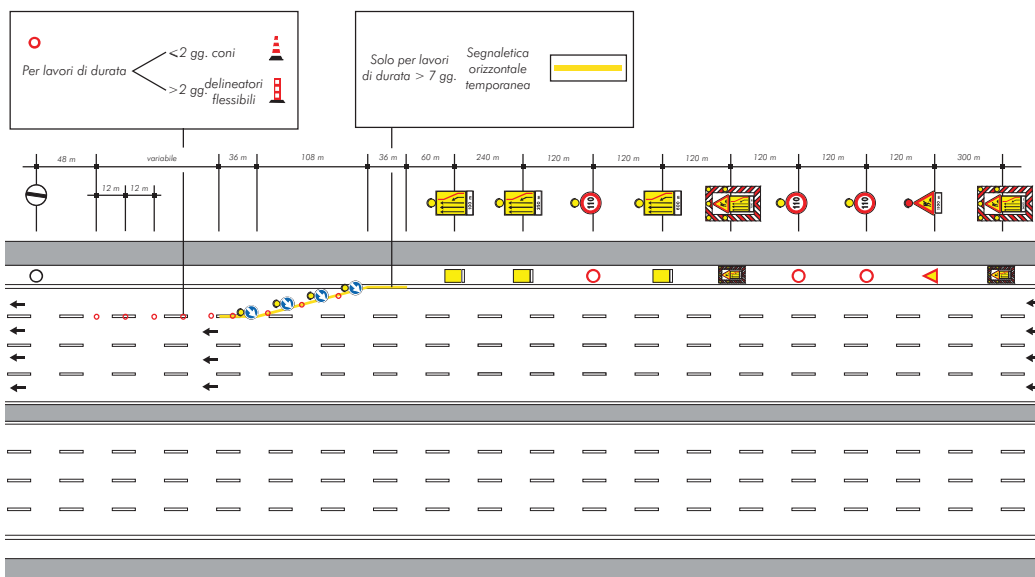 <2 gg. coni
Per lavori di durata
>2 gg. delineatori
flessibili
Solo per lavori
di durata > 7 gg.
Segnaletica
orizzontale
temporanea
48 m
variabile
36 m
108 m
36 m
60 m
240 m
120 m
120 m
120 m
120 m
120 m
120 m
300 m
12 m
12 m
110
110
110